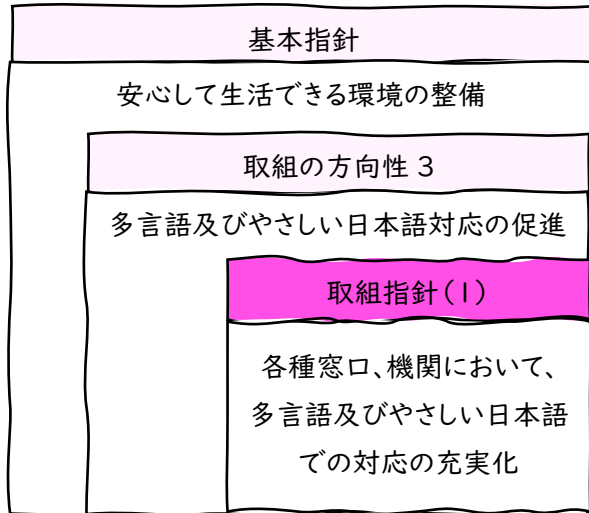 基本指針
安心して生活できる環境の整備
取組の方向性 3
多言語及びやさしい日本語対応の促進
取組指針(1)
各種窓口、機関において、
多言語及びやさしい日本語
での対応の充実化